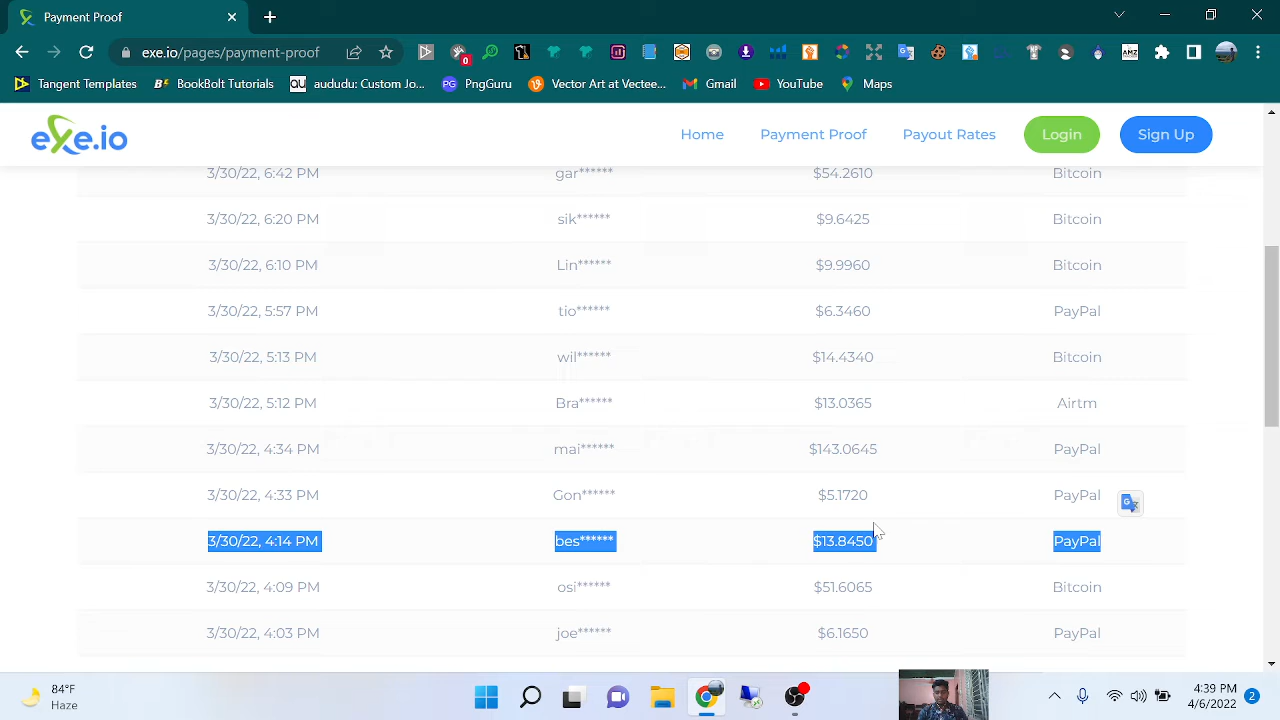 Payment
exe.io/pages/payment-proof
0
Tangent Templates
BookBolt - Creator S...
aududu: Custom Jo...
PngGuru
Vector Art at Vectee...
Gmail
YouTube
Maps
exe.io
Home
Payment Proof
Payout Rates
Login
Sign Up
3/30/22, 6:42 PM gar****** $54.2610 Bitcoin
3/30/22, 6:20 PM sik****** $9.6425 Bitcoin
3/30/22, 6:10 PM Lin****** $9.9960 Bitcoin
3/30/22, 5:57 PM tio****** $6.3460 PayPal
3/30/22, 5:13 PM wil****** $14.4340 Bitcoin
3/30/22, 5:12 PM Bra****** $13.0365 Airtm
3/30/22, 4:34 PM mai****** $143.0645 PayPal
3/30/22, 4:33 PM Gon****** $5.1720 PayPal
3/30/22, 4:14 PM bes****** $13.8450 PayPal
3/30/22, 4:09 PM osi****** $51.6065 Bitcoin
3/30/22, 4:03 PM joe****** $6.1650 PayPal
84°F
Haze
4:39 PM
4/6/2022
2